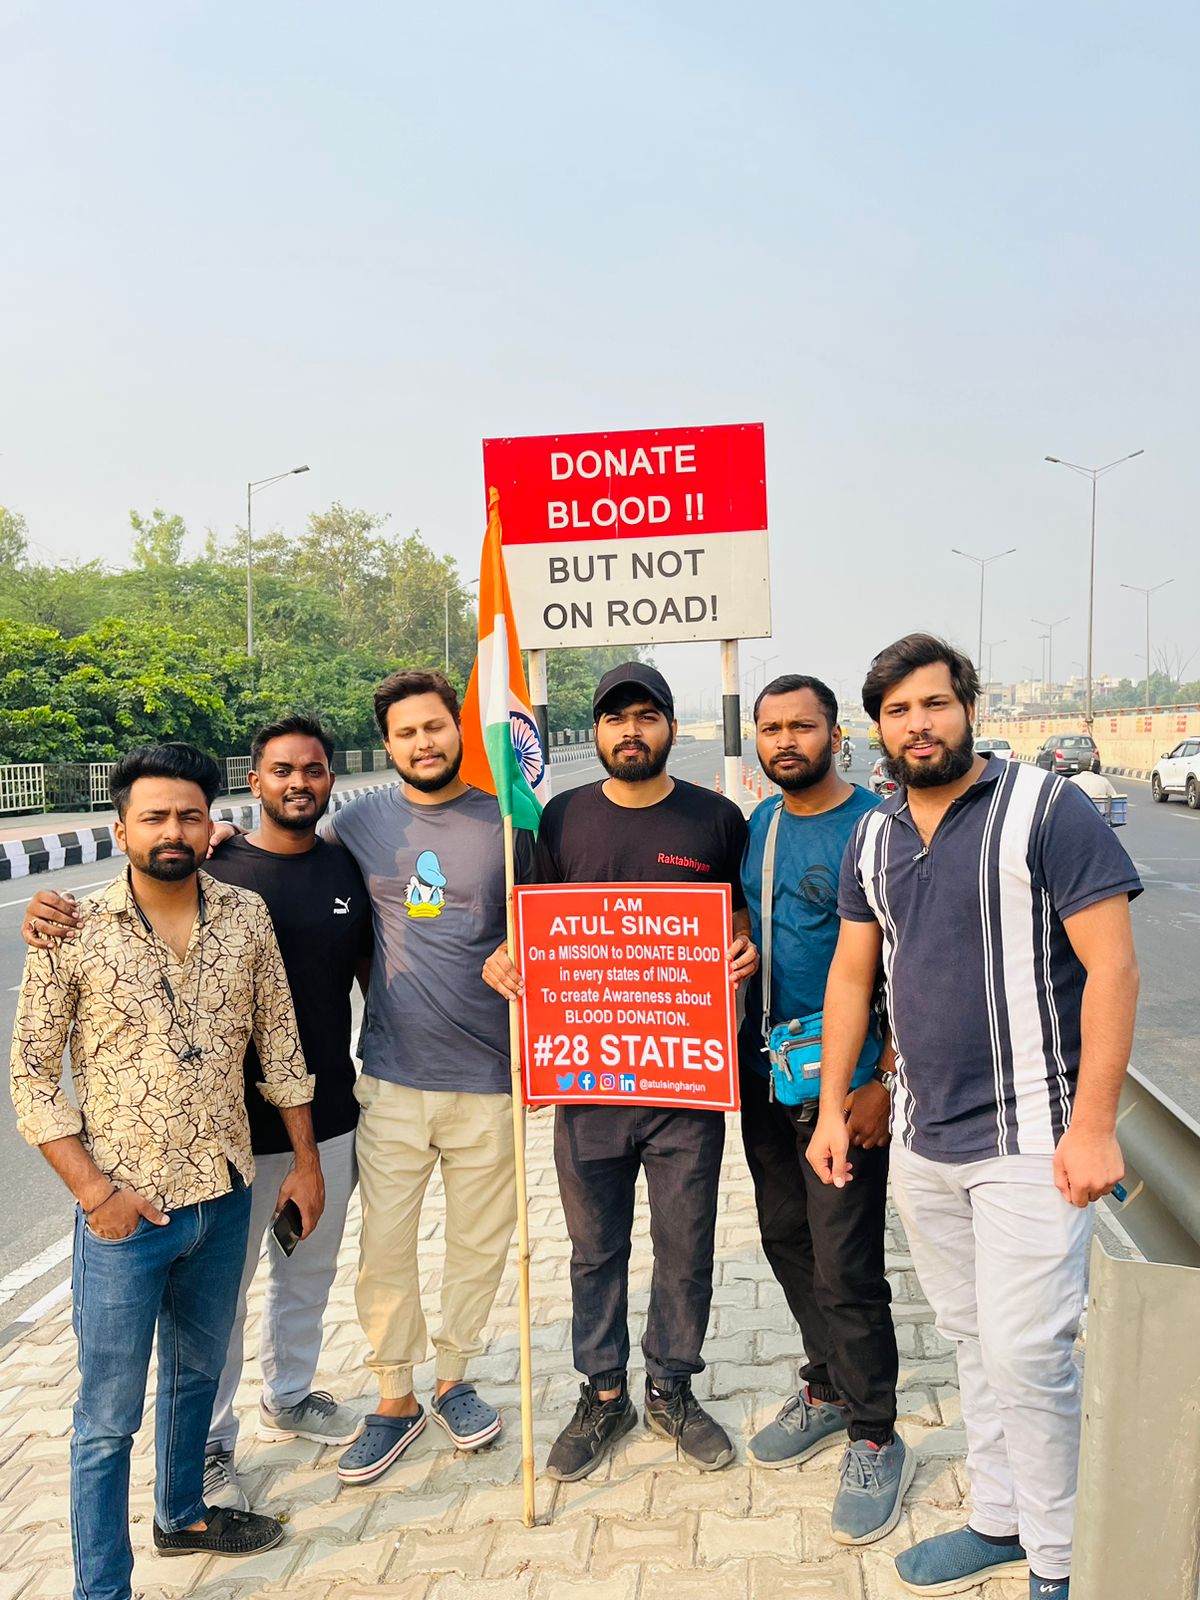 DONATE
BLOOD !!
BUT NOT
ON ROAD!
Raktabhiyan
PUMA
I AM
ATUL SINGH
On a MISSION to DONATE BLOOD
in every states of INDIA.
To create Awareness about
BLOOD DONATION.
#28 STATES
@atulsingharjun